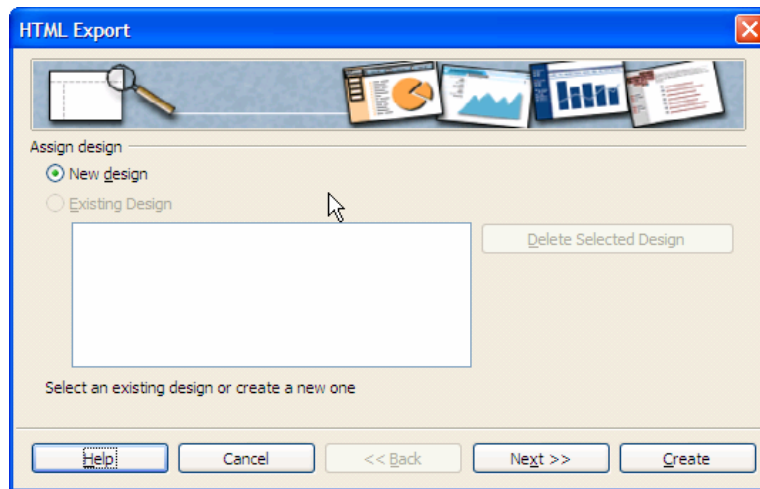 HTML Export
Assign design
New design
Existing Design
Delete Selected Design
Select an existing design or create a new one
Help Cancel << Back Next >> Create